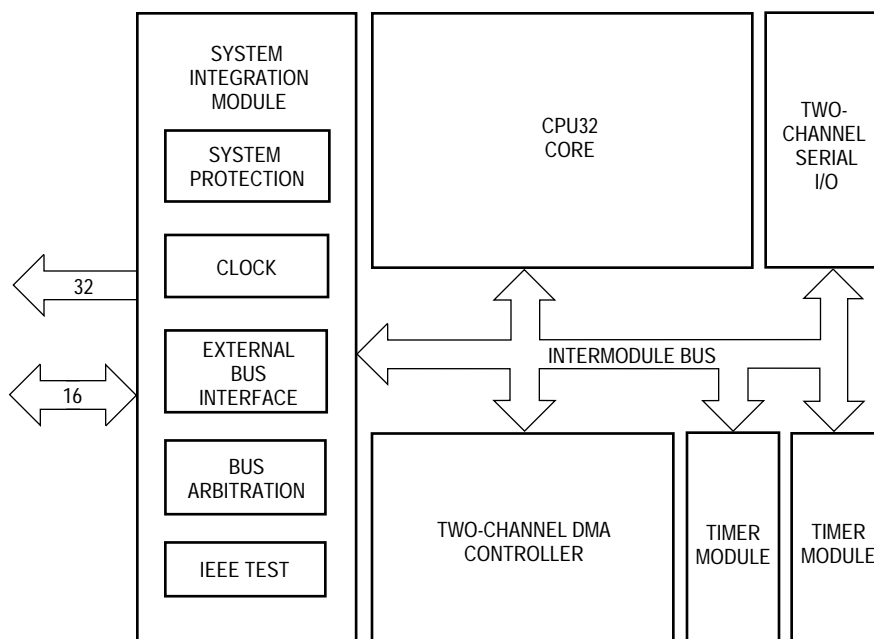 SYSTEM
INTEGRATION
MODULE
SYSTEM
PROTECTION
CLOCK
EXTERNAL
BUS
INTERFACE
BUS
ARBITRATION
IEEE TEST
32
16
CPU32
CORE
TWO-
CHANNEL
SERIAL
I/O
INTERMODULE BUS
TWO-CHANNEL DMA
CONTROLLER
TIMER
MODULE
TIMER
MODULE